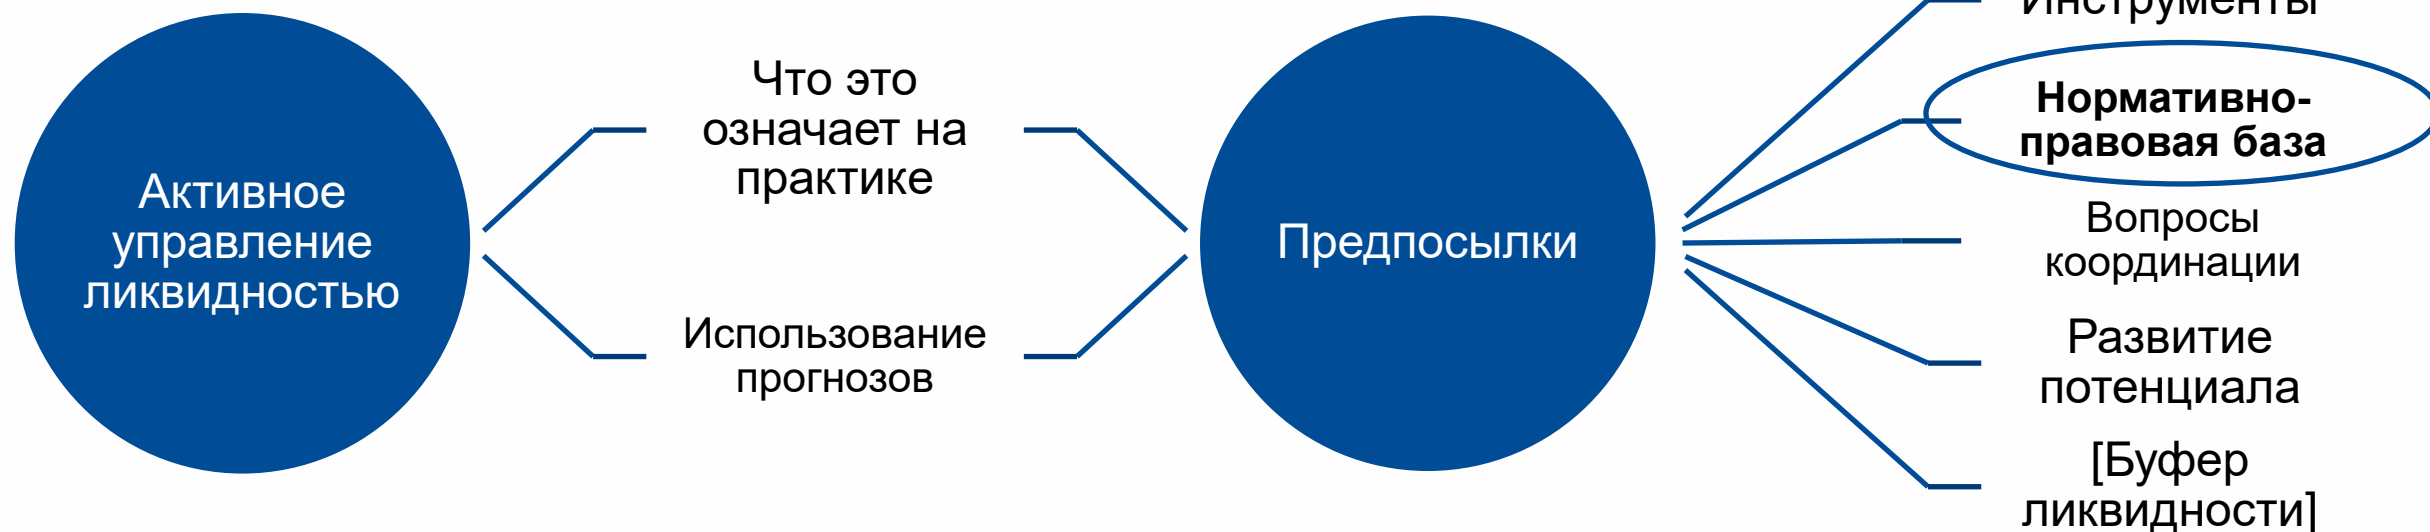 Активное
управление
ликвидностью
Что это
означает на
практике
Использование
прогнозов
Предпосылки
Инструменты
Нормативно-
правовая база
Вопросы
координации
Развитие
потенциала
[Буфер
ликвидности]